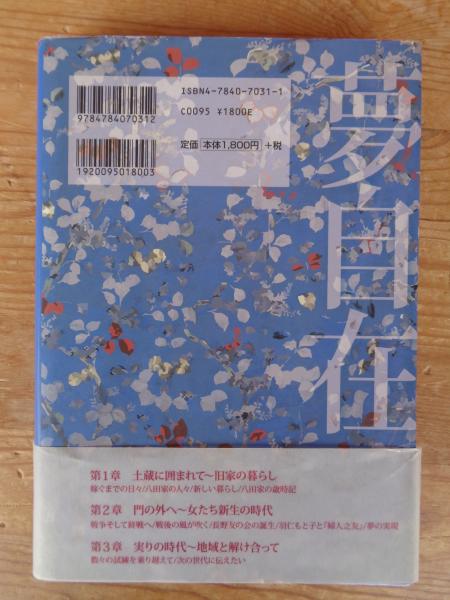 夢自在
ISBN4-7840-7031-1
C0095 ¥1800E
定価 本体1,800円 +税
9784784070312
1920095018003
第1章 土蔵に囲まれて～旧家の暮らし
嫁ぐまでの日々/八田家の人々/新しい暮らし/八田家の歳時記
第2章 門の外へ～女たち新生の時代
戦争そして終戦へ/戦後の風が吹く/長野友の会の誕生/羽仁もと子と『婦人之友』/夢の実現
第3章 実りの時代～地域と解け合って
数々の試練を乗り越えて/次の世代に伝えたい